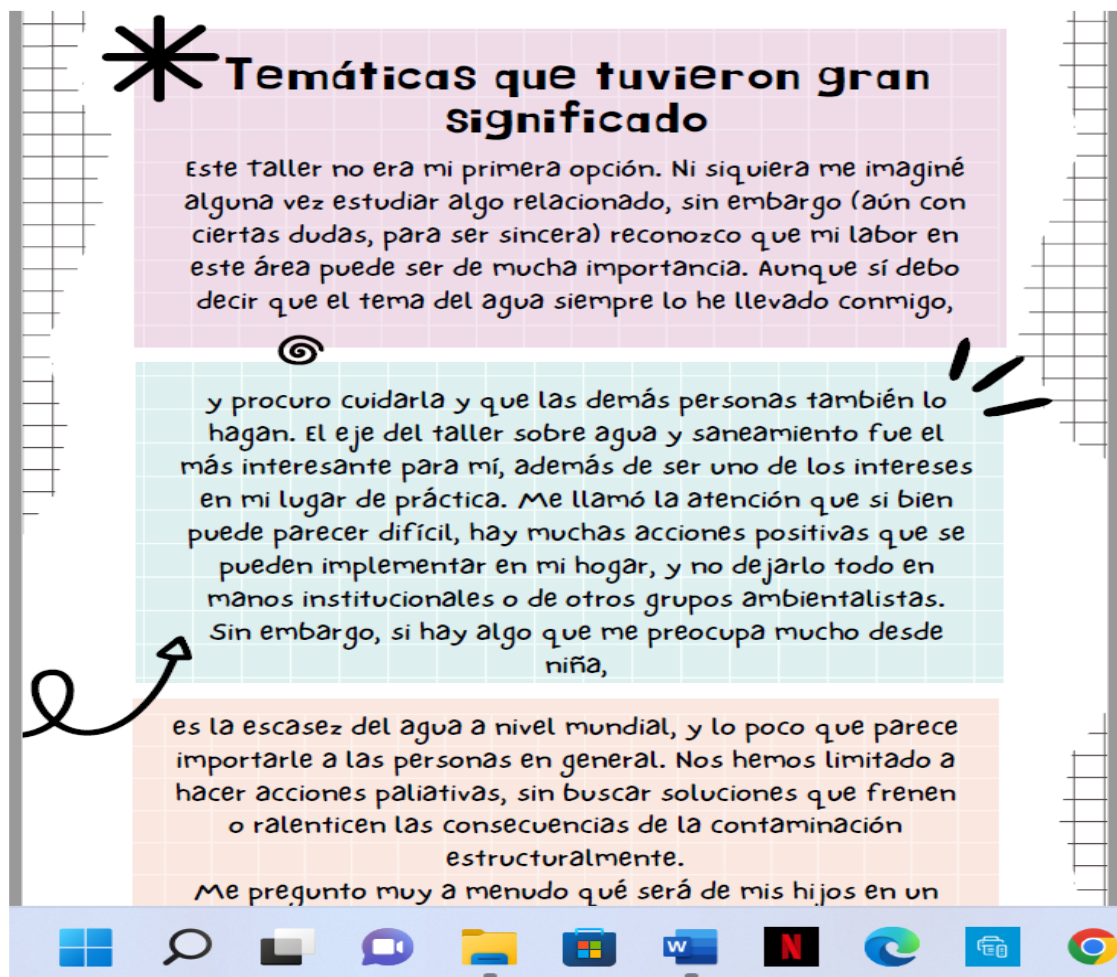 Temáticas que tuvieron gran
significado
Este Taller no era mi primera opción. Ni siquiera me imaginé
alguna vez estudiar algo relacionado, sin embargo (aún con
ciertas dudas, para ser sincera) reconozco que mi labor en
este área puede ser de mucha importancia. Aunque sí debo
decir que el tema del agua siempre lo he llevado conmigo,
y procuro cuidarla y que las demás personas también lo
hagan. El eje del taller sobre agua y saneamiento fue el
más interesante para mí, además de ser uno de los intereses
en mi lugar de práctica. Me llamó la atención que si bien
puede parecer difícil, hay muchas acciones positivas que se
pueden implementar en mi hogar, y no dejarlo todo en
manos institucionales o de otros grupos ambientalistas.
Sin embargo, si hay algo que me preocupa mucho desde
niña,
es la escasez del agua a nivel mundial, y lo poco que parece
importarle a las personas en general. Nos hemos limitado a
hacer acciones paliativas, sin buscar soluciones que frenen
o ralenticen las consecuencias de la contaminación
estructuralmente.
Me pregunto muy a menudo qué será de mis hijos en un
W
N